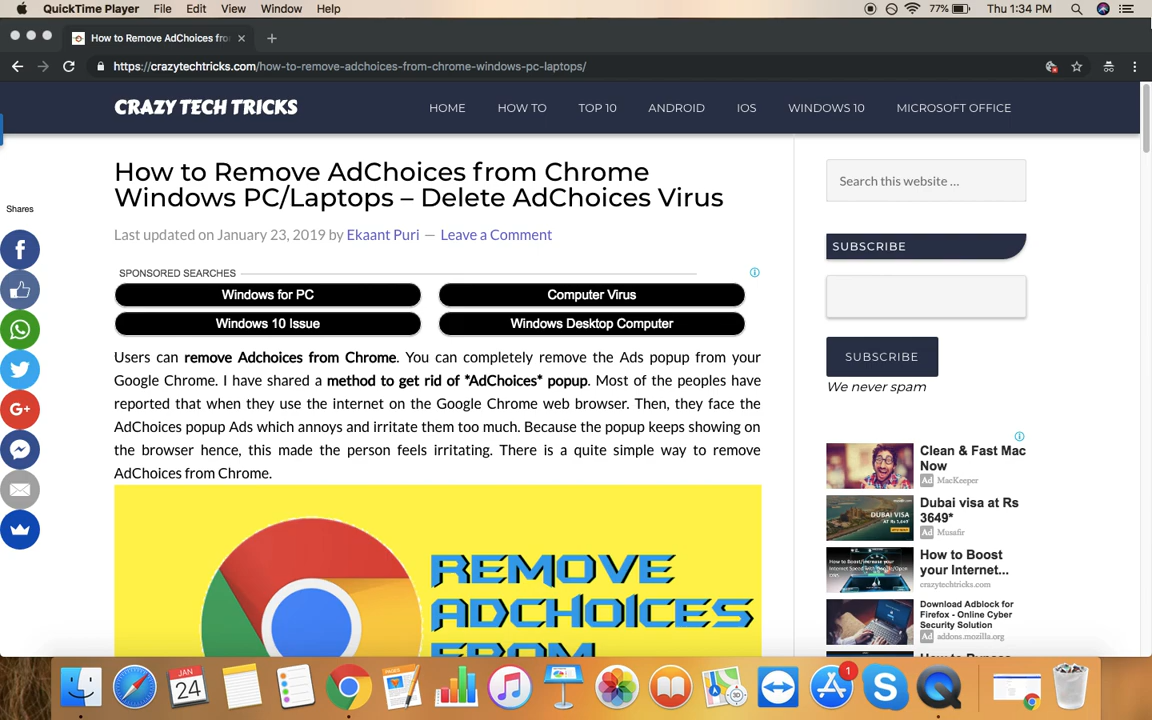 QuickTime Player File Edit View Window Help 77% Thu 1:34 PM
How to Remove AdChoices fro
https://crazytechtricks.com/how-to-remove-adchoices-from-chrome-windows-pc-laptops/
CRAZY TECH TRICKS HOME HOW TO TOP 10 ANDROID IOS WINDOWS 10 MICROSOFT OFFICE
How to Remove AdChoices from Chrome
Windows PC/Laptops – Delete AdChoices Virus
Last updated on January 23, 2019 by Ekaant Puri — Leave a Comment
Shares
SPONSORED SEARCHES
Windows for PC Computer Virus
Windows 10 Issue Windows Desktop Computer
Users can remove Adchoices from Chrome. You can completely remove the Ads popup from your
Google Chrome. I have shared a method to get rid of *AdChoices* popup. Most of the peoples have
reported that when they use the internet on the Google Chrome web browser. Then, they face the
AdChoices popup Ads which annoys and irritate them too much. Because the popup keeps showing on
the browser hence, this made the person feels irritating. There is a quite simple way to remove
AdChoices from Chrome.
REMOVE
ADCHOICES
FROM
Search this website ...
SUBSCRIBE
SUBSCRIBE
We never spam
Clean & Fast Mac
Now
Ad MacKeeper
Dubai visa at Rs
3649*
Ad Musafir
How to Boost
your Internet...
crazytechtricks.com
Download Adblock for
Firefox - Online Cyber
Security Solution
Ad addons.mozilla.org
How to Bypass
JAN
24
1